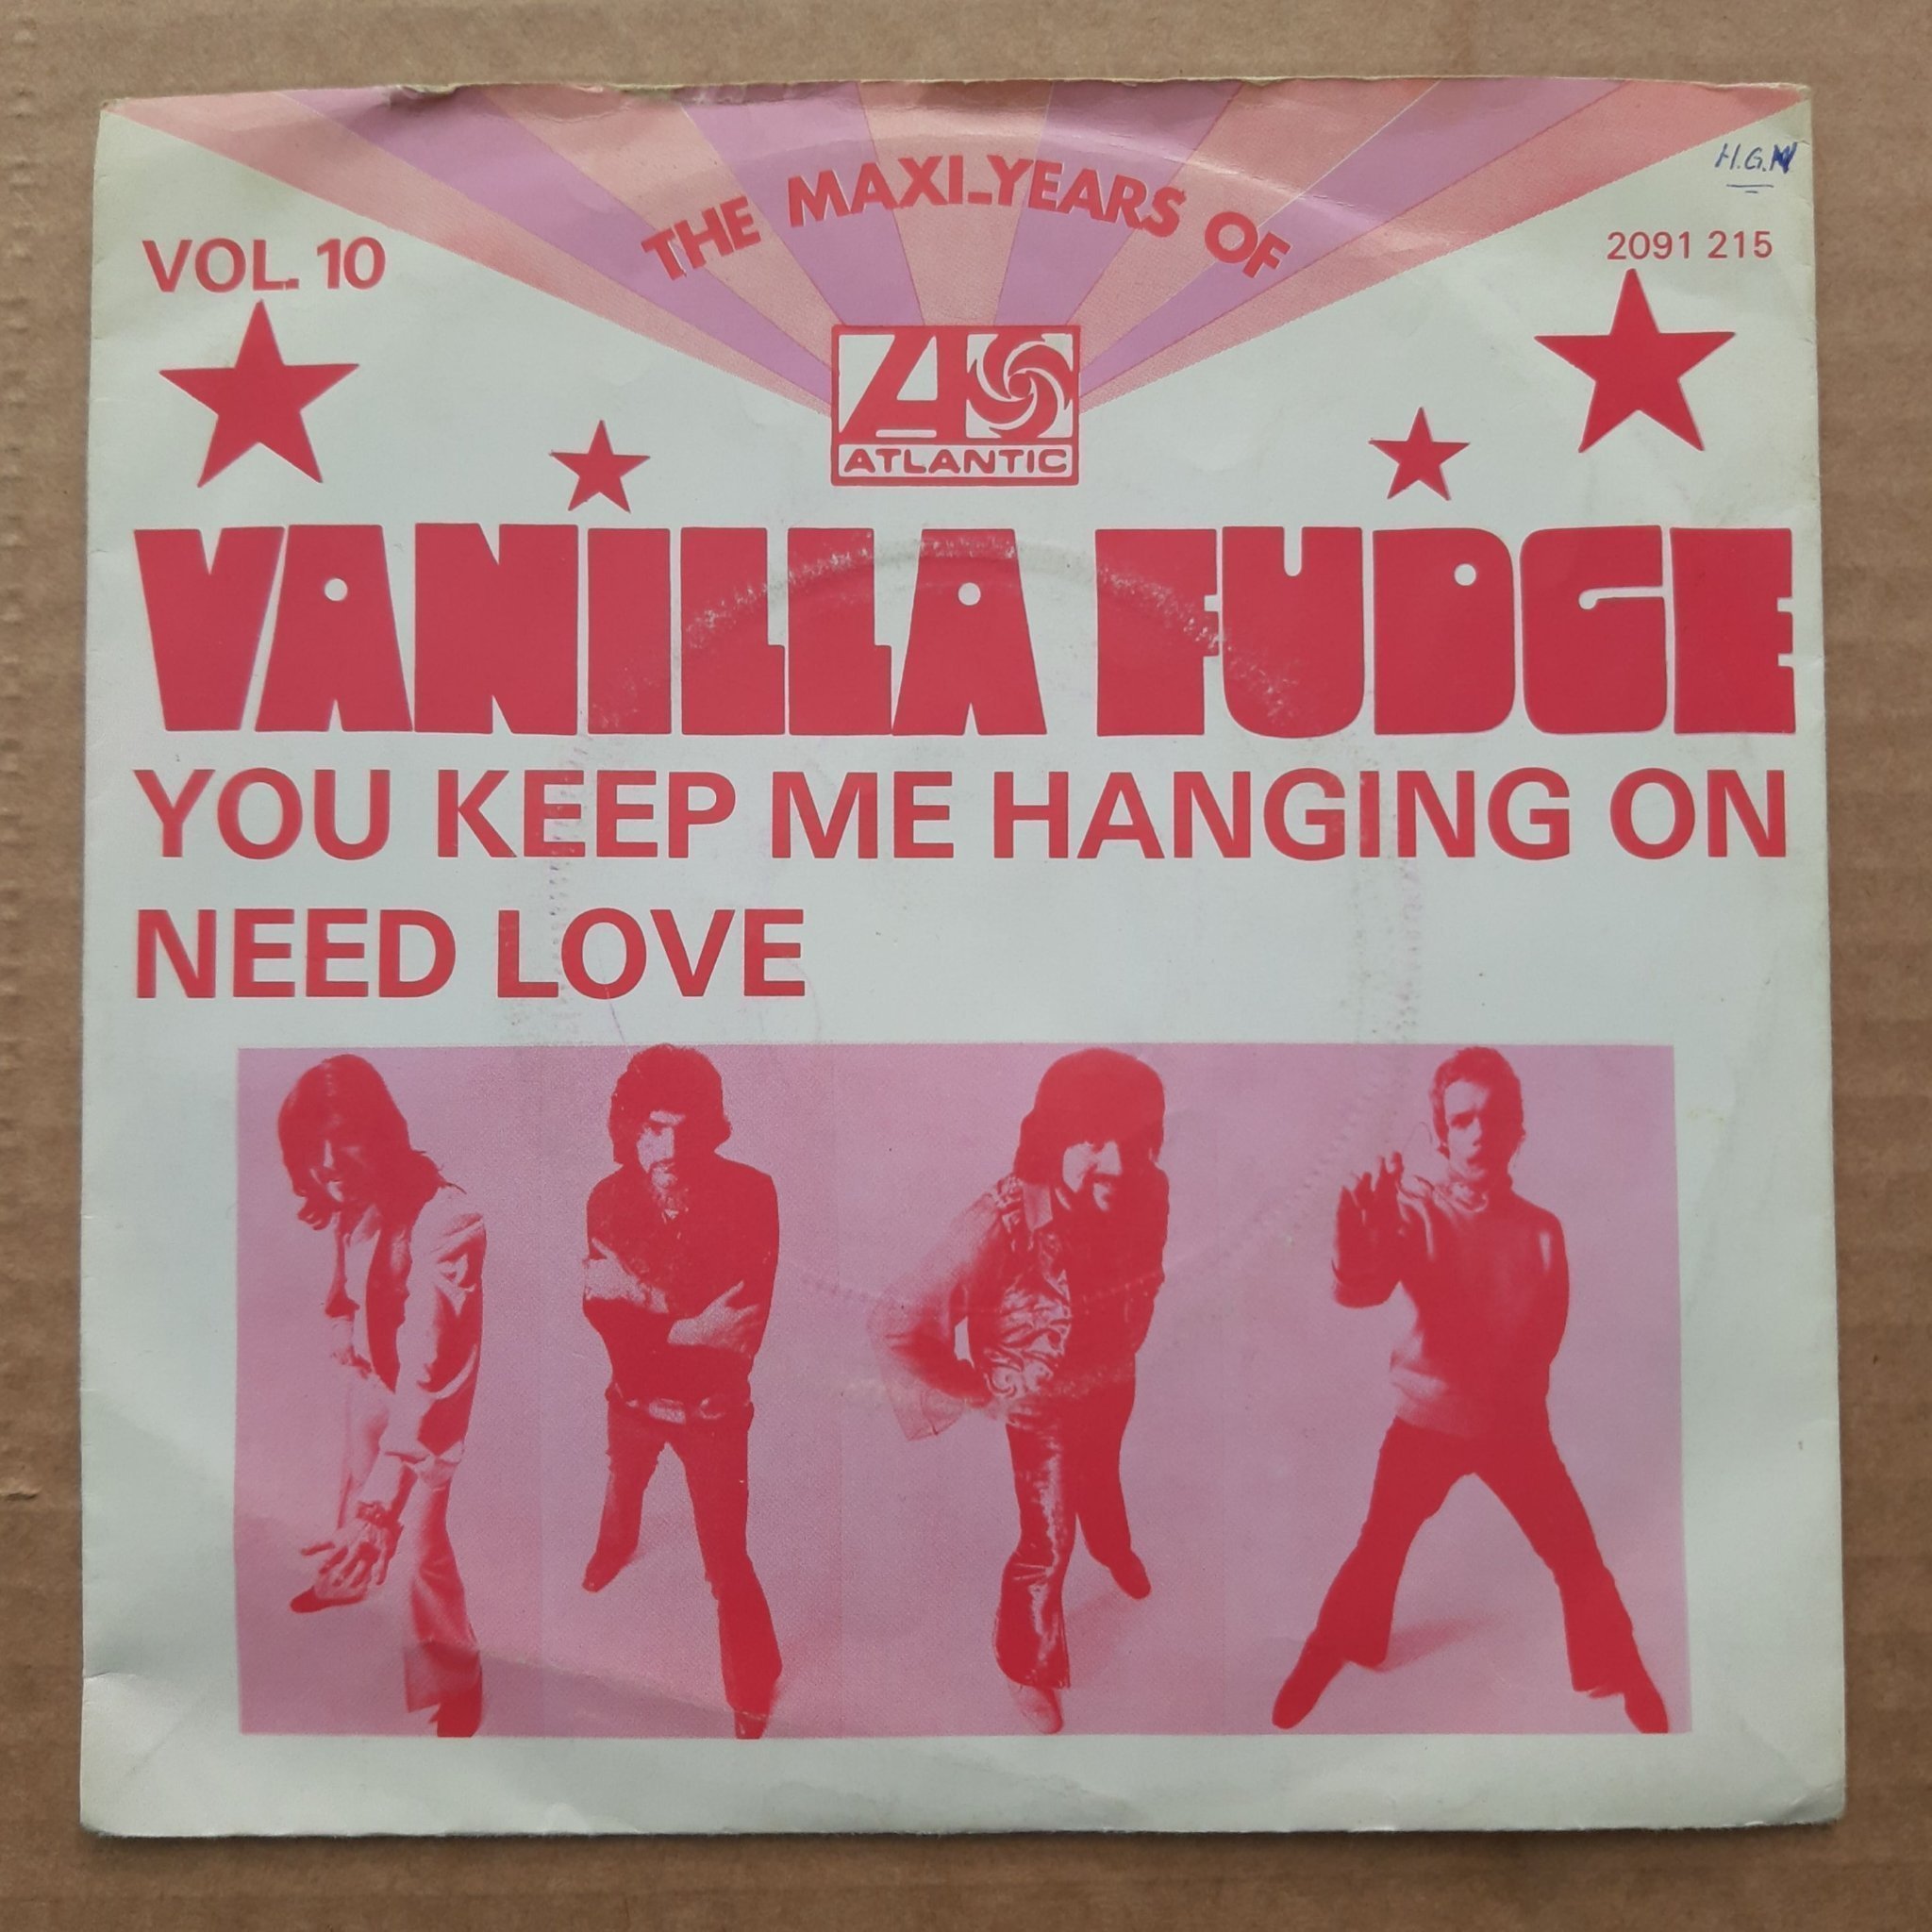 THE MAXI-YEARS OF
H.G.N
VOL. 10
2091 215
ATLANTIC
VANILLA FUDGE
YOU KEEP ME HANGING ON
NEED LOVE